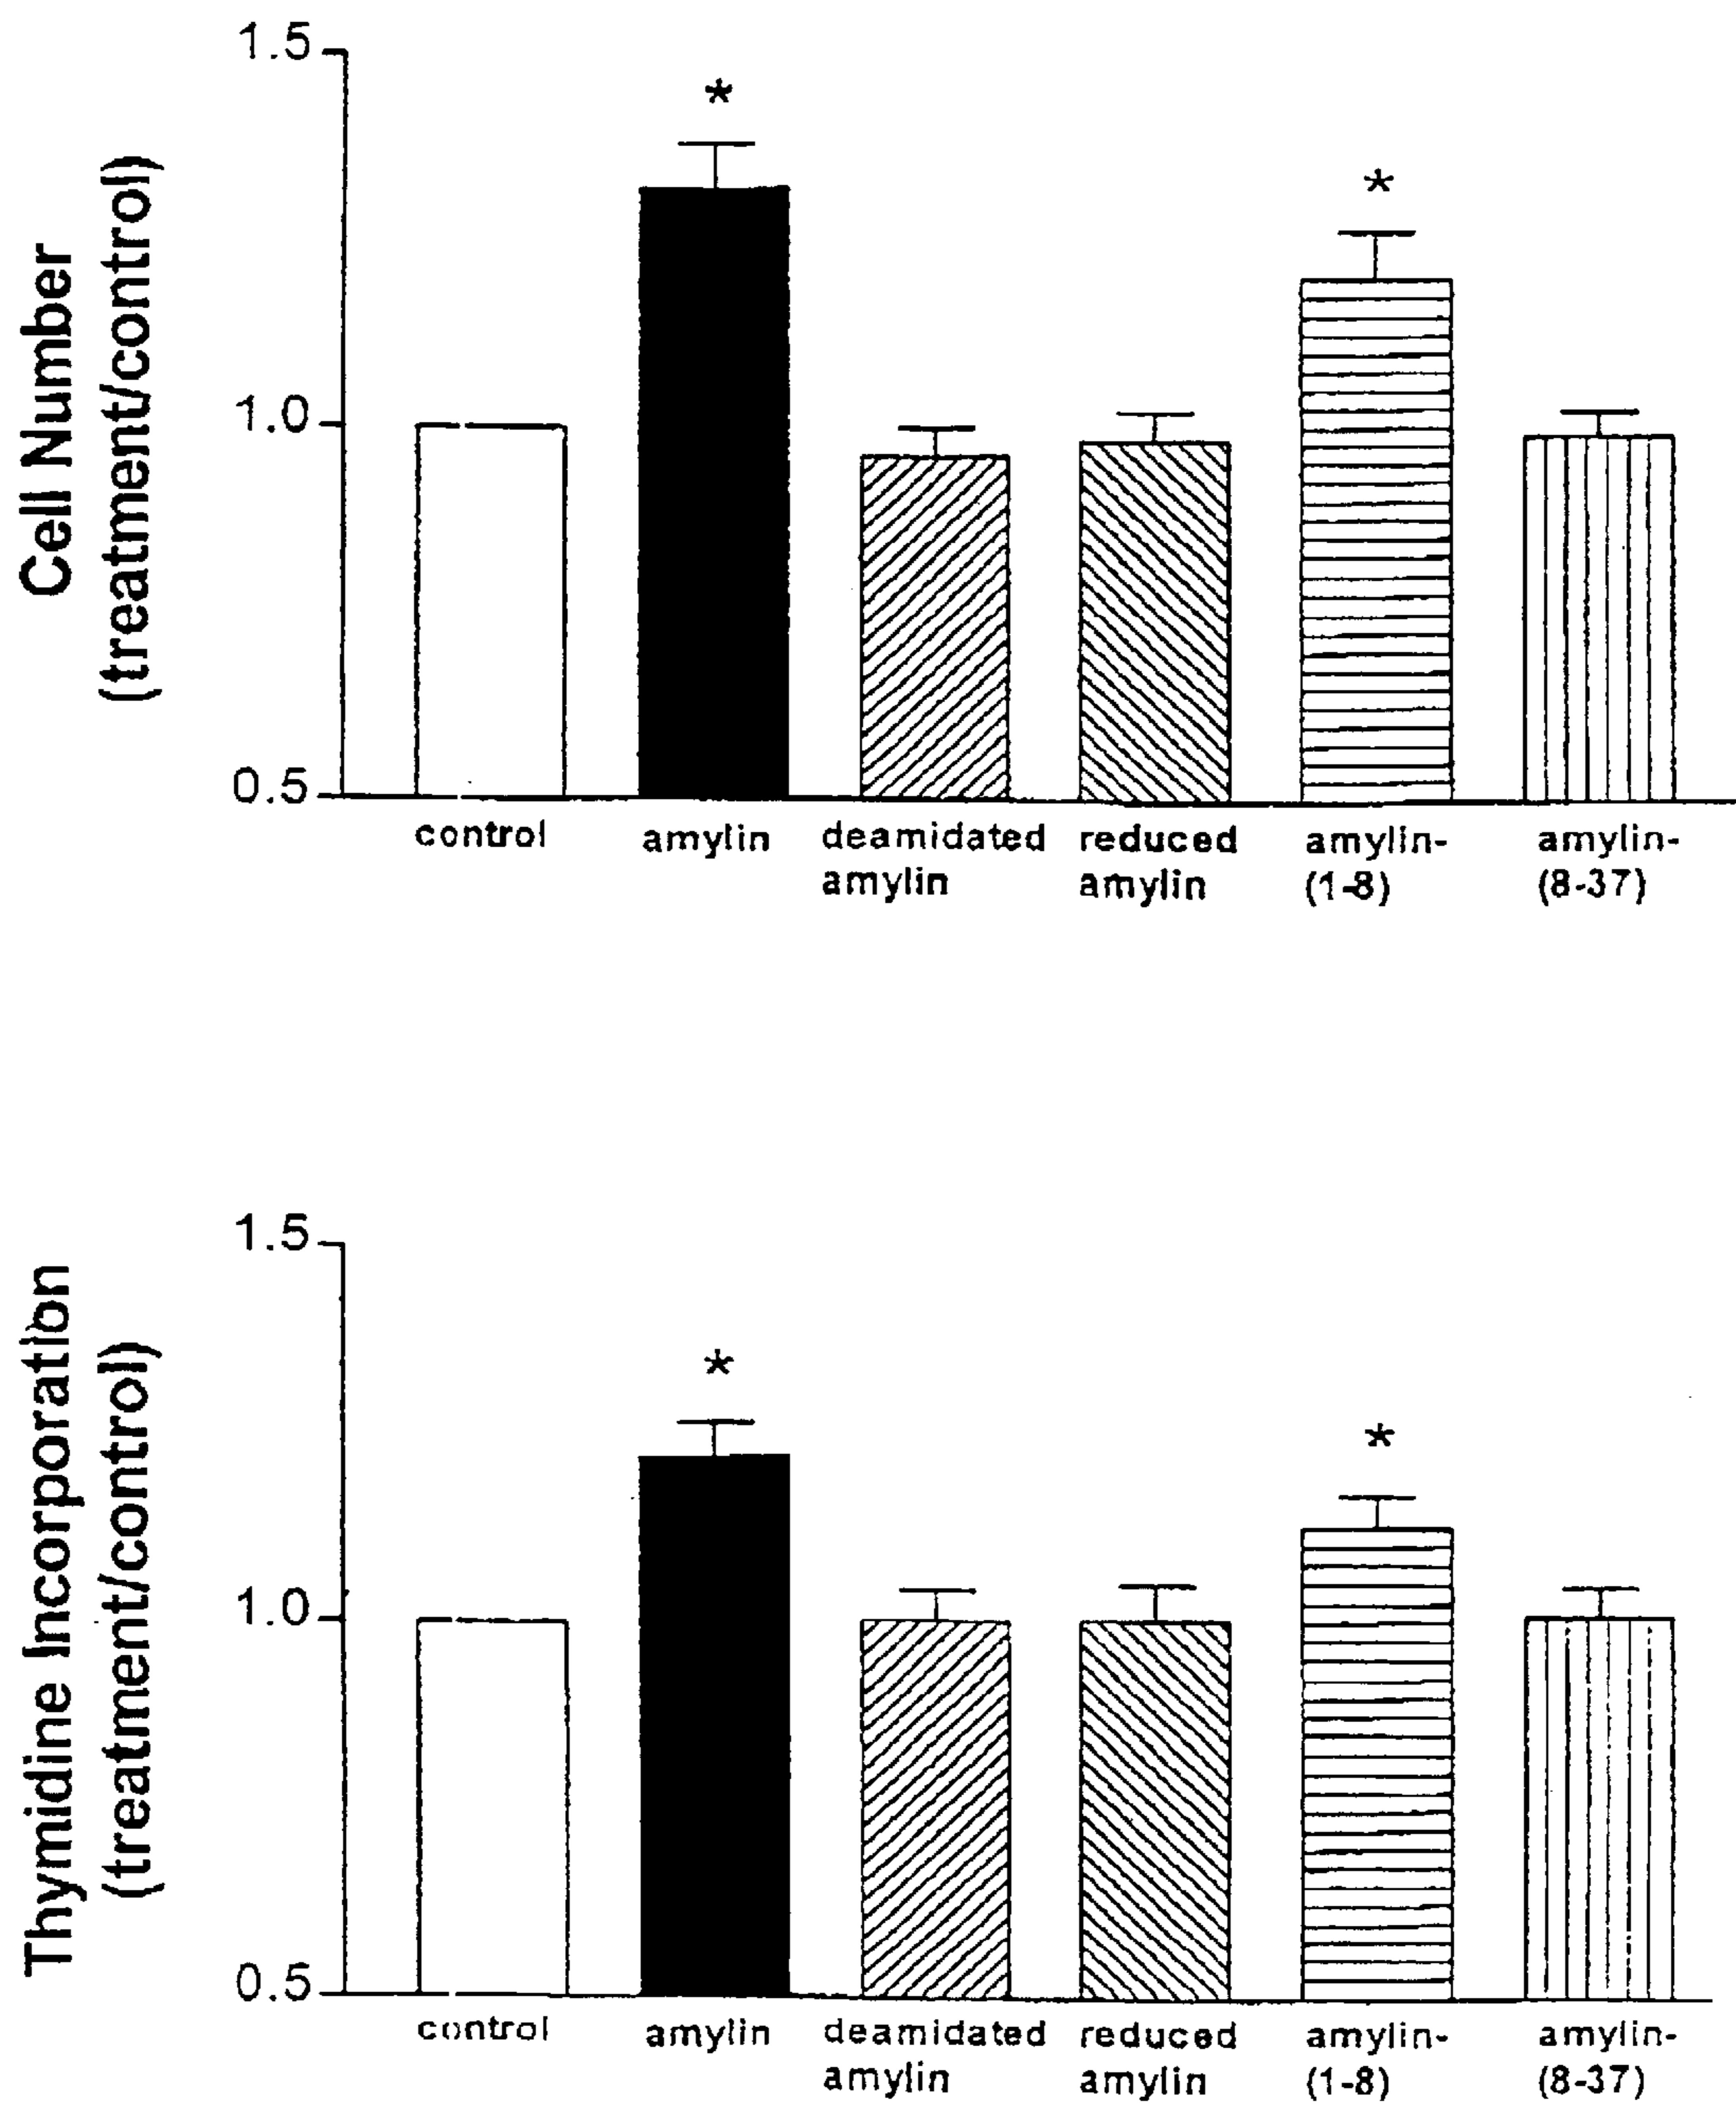 Cell Number
(treatment/control)
1.5
*
*
1.0
0.5
control amylin deamidated reduced amylin- amylin-
amylin amylin (1-8) (8-37)
Thymidine Incorporation
(treatment/control)
1.5
*
*
1.0
0.5
control amylin deamidated reduced amylin- amylin-
amylin amylin (1-8) (8-37)